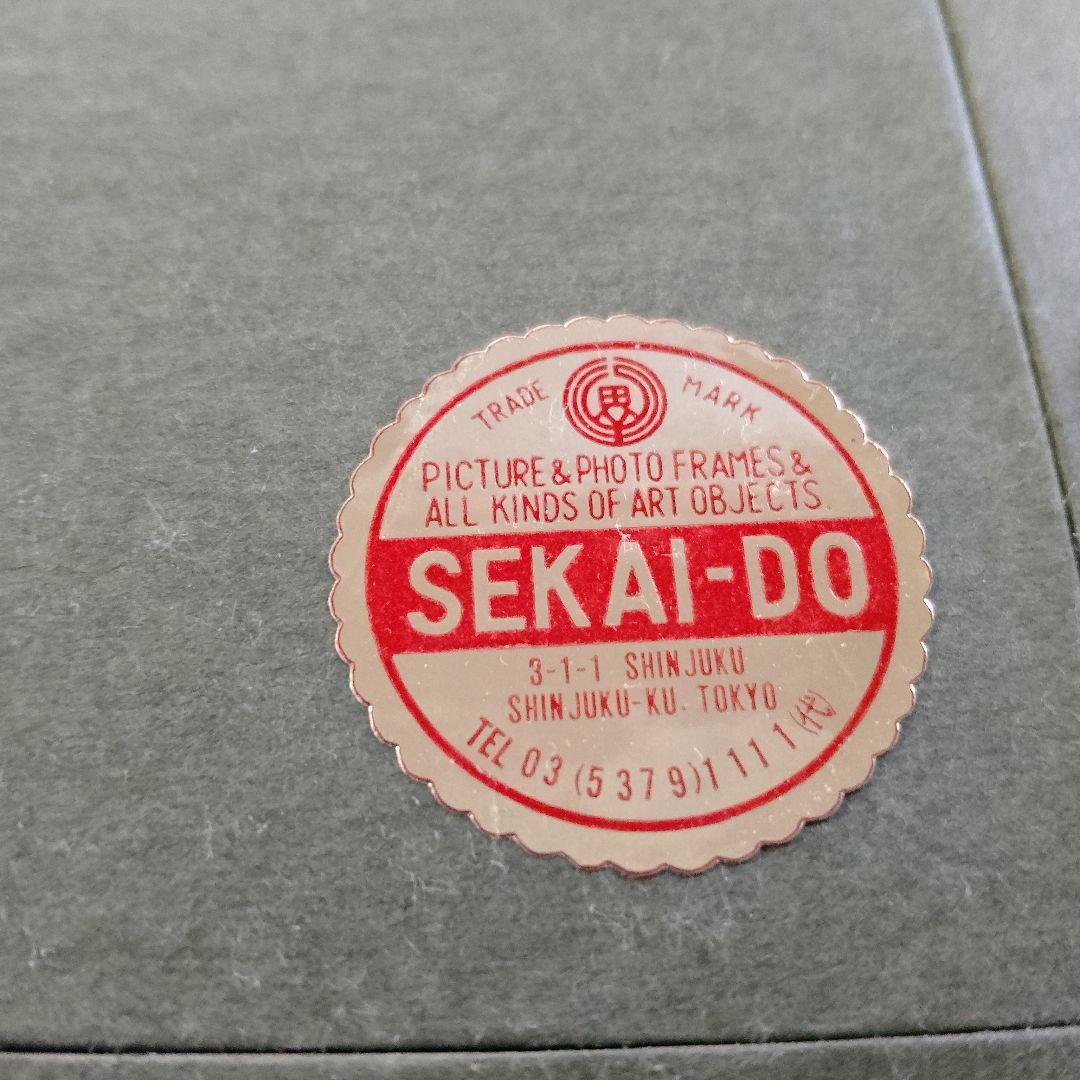 TRADE MARK
界
PICTURE & PHOTO FRAMES &
ALL KINDS OF ART OBJECTS.
SEKAI-DO
3-1-1 SHINJUKU
SHINJUKU-KU. TOKYO
TEL 03 (5379)1111(代)